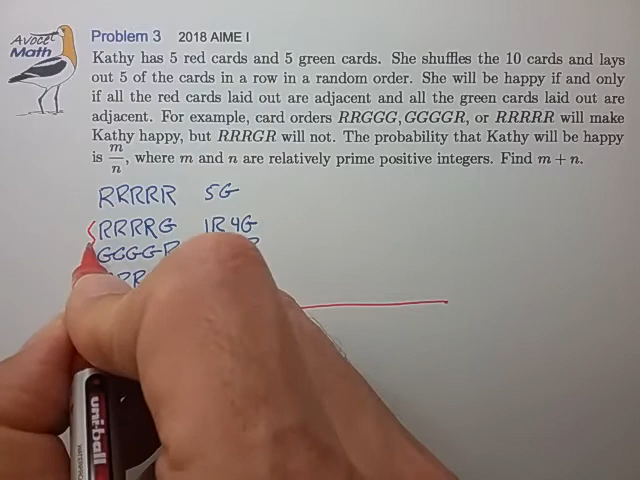 Avocet
Math
Problem 3 2018 AIME I
Kathy has 5 red cards and 5 green cards. She shuffles the 10 cards and lays
out 5 of the cards in a row in a random order. She will be happy if and only
if all the red cards laid out are adjacent and all the green cards laid out are
adjacent. For example, card orders RRGGG, GGGGR, or RRRRR will make
Kathy happy, but RRRGR will not. The probability that Kathy will be happy
is m/n, where m and n are relatively prime positive integers. Find m + n.
RRRRR 5G
RRRRG 1R4G
GGGGR
uni-ball